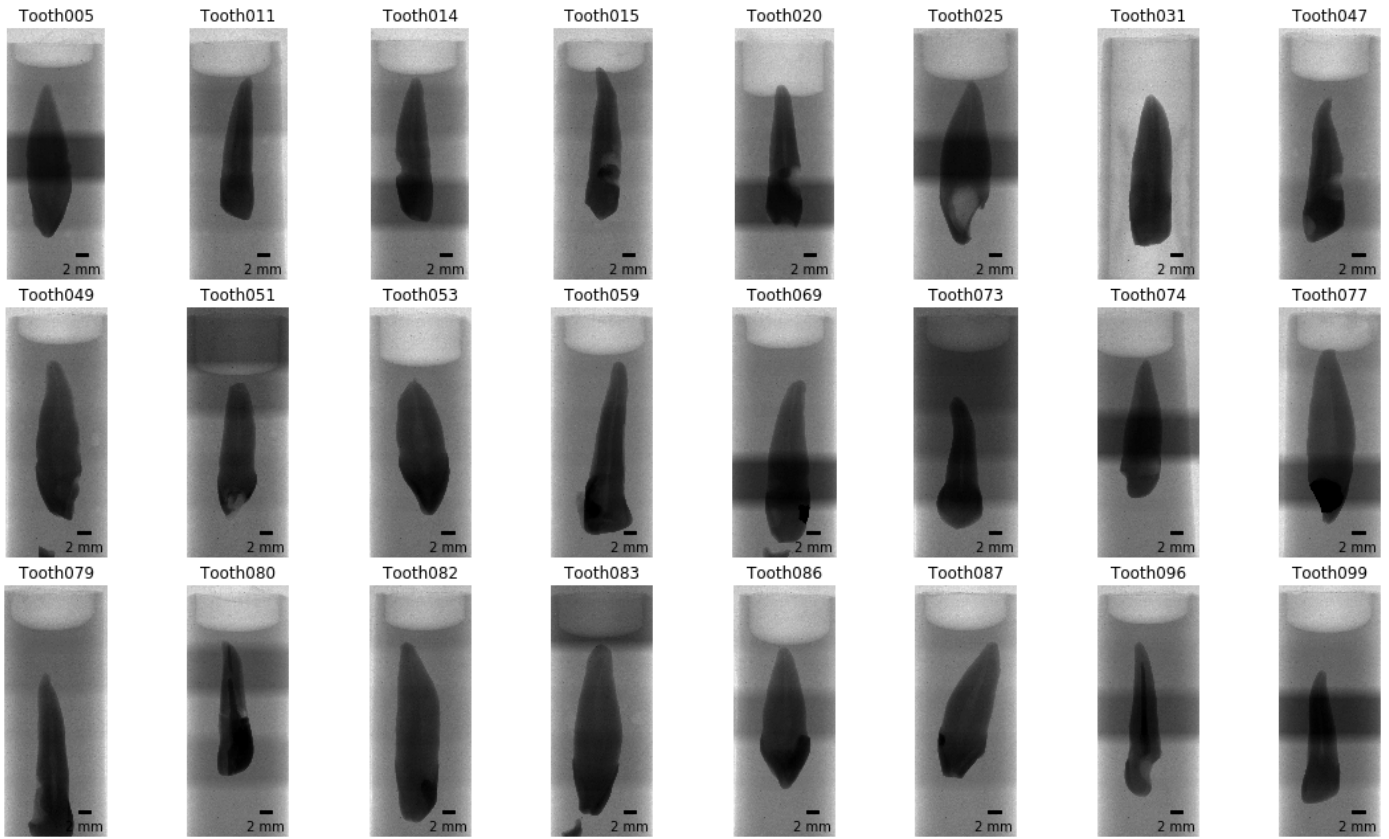 Tooth005 Tooth011 Tooth014 Tooth015 Tooth020 Tooth025 Tooth031 Tooth047
2 mm 2 mm 2 mm 2 mm 2 mm 2 mm 2 mm 2 mm
Tooth049 Tooth051 Tooth053 Tooth059 Tooth069 Tooth073 Tooth074 Tooth077
2 mm 2 mm 2 mm 2 mm 2 mm 2 mm 2 mm 2 mm
Tooth079 Tooth080 Tooth082 Tooth083 Tooth086 Tooth087 Tooth096 Tooth099
2 mm 2 mm 2 mm 2 mm 2 mm 2 mm 2 mm 2 mm